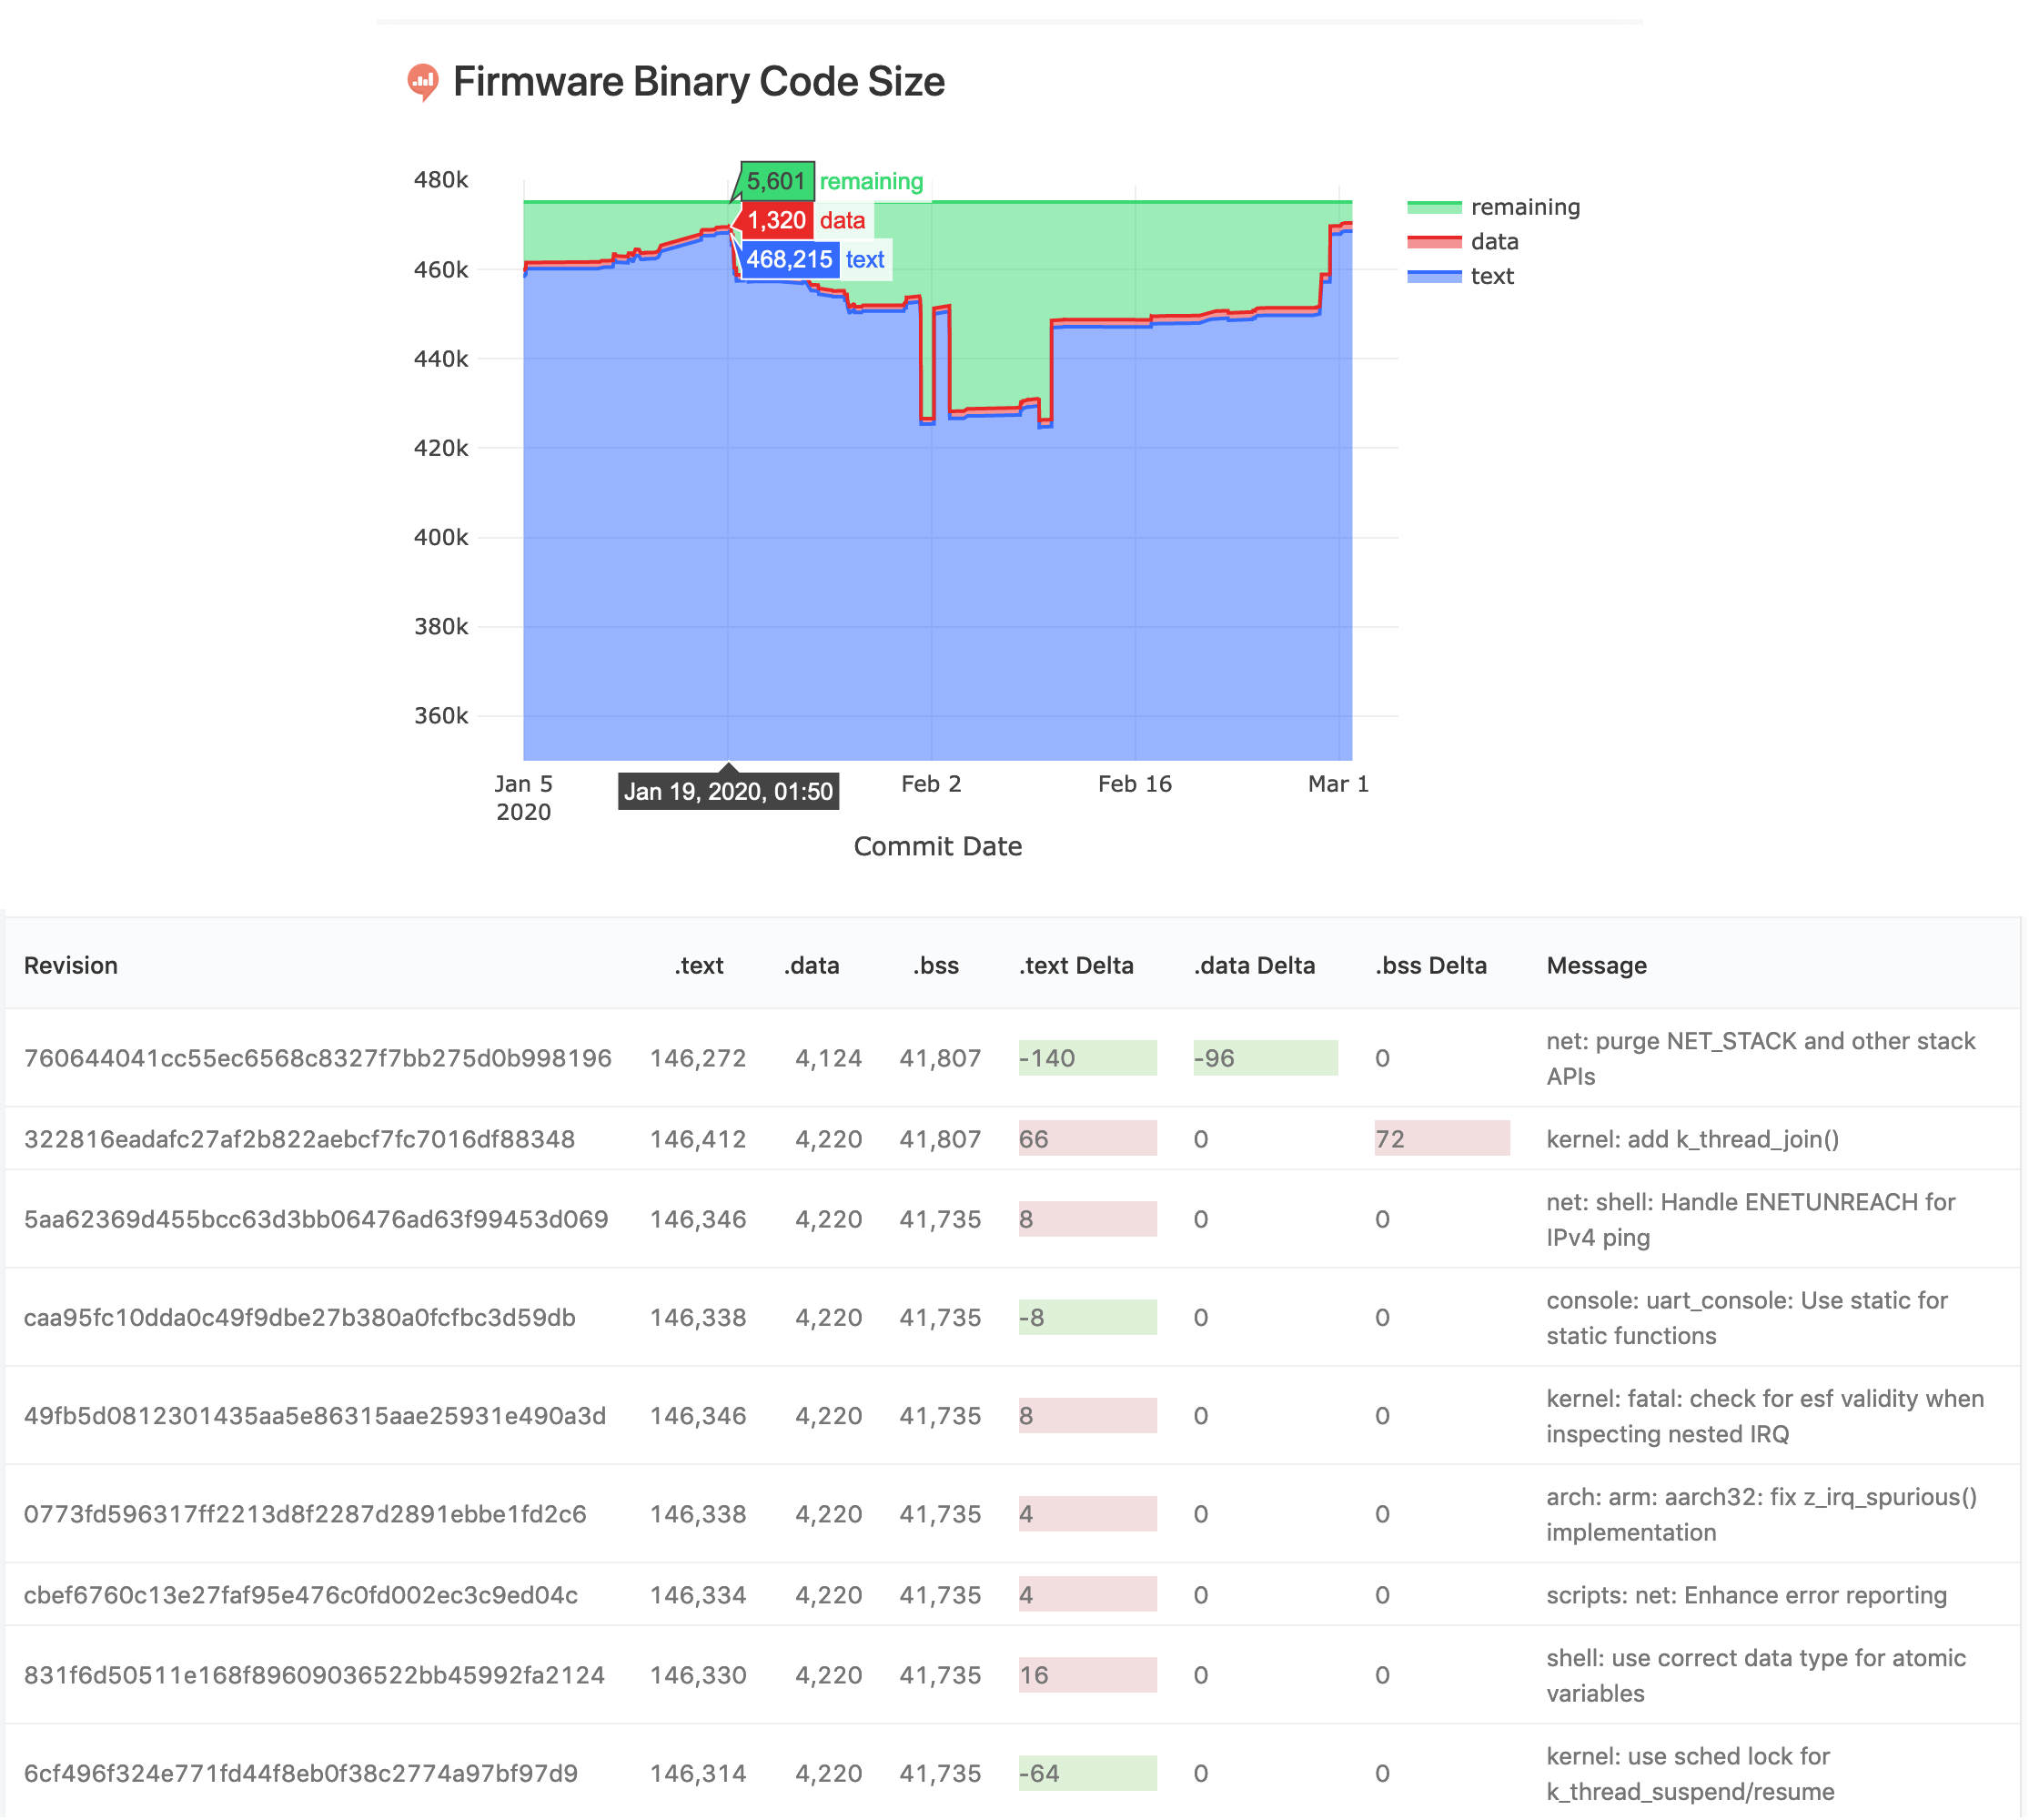 Firmware Binary Code Size
480k
460k
440k
420k
400k
380k
360k
5,601 remaining
1,320 data
468,215 text
remaining
data
text
Jan 5
2020
Jan 19, 2020, 01:50
Feb 2
Feb 16
Mar 1
Commit Date
Revision .text .data .bss .text Delta .data Delta .bss Delta Message
760644041cc55ec6568c8327f7bb275d0b998196 146,272 4,124 41,807 -140 -96 0 net: purge NET_STACK and other stack
APIs
322816eadafc27af2b822aebcf7fc7016df88348 146,412 4,220 41,807 66 0 72 kernel: add k_thread_join()
5aa62369d455bcc63d3bb06476ad63f99453d069 146,346 4,220 41,735 8 0 0 net: shell: Handle ENETUNREACH for
IPv4 ping
caa95fc10dda0c49f9dbe27b380a0fcfbc3d59db 146,338 4,220 41,735 -8 0 0 console: uart_console: Use static for
static functions
49fb5d0812301435aa5e86315aae25931e490a3d 146,346 4,220 41,735 8 0 0 kernel: fatal: check for esf validity when
inspecting nested IRQ
0773fd596317ff2213d8f2287d2891ebbe1fd2c6 146,338 4,220 41,735 4 0 0 arch: arm: aarch32: fix z_irq_spurious()
implementation
cbef6760c13e27faf95e476c0fd002ec3c9ed04c 146,334 4,220 41,735 4 0 0 scripts: net: Enhance error reporting
831f6d50511e168f89609036522bb45992fa2124 146,330 4,220 41,735 16 0 0 shell: use correct data type for atomic
variables
6cf496f324e771fd44f8eb0f38c2774a97bf97d9 146,314 4,220 41,735 -64 0 0 kernel: use sched lock for
k_thread_suspend/resume